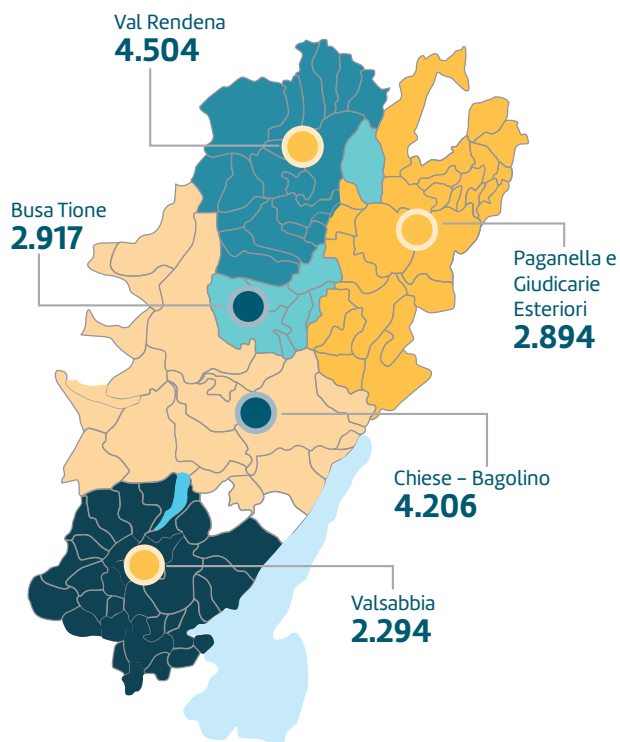 Val Rendena
4.504
Busa Tione
2.917
Paganella e
Giudicarie
Esteriori
2.894
Chiese – Bagolino
4.206
Valsabbia
2.294